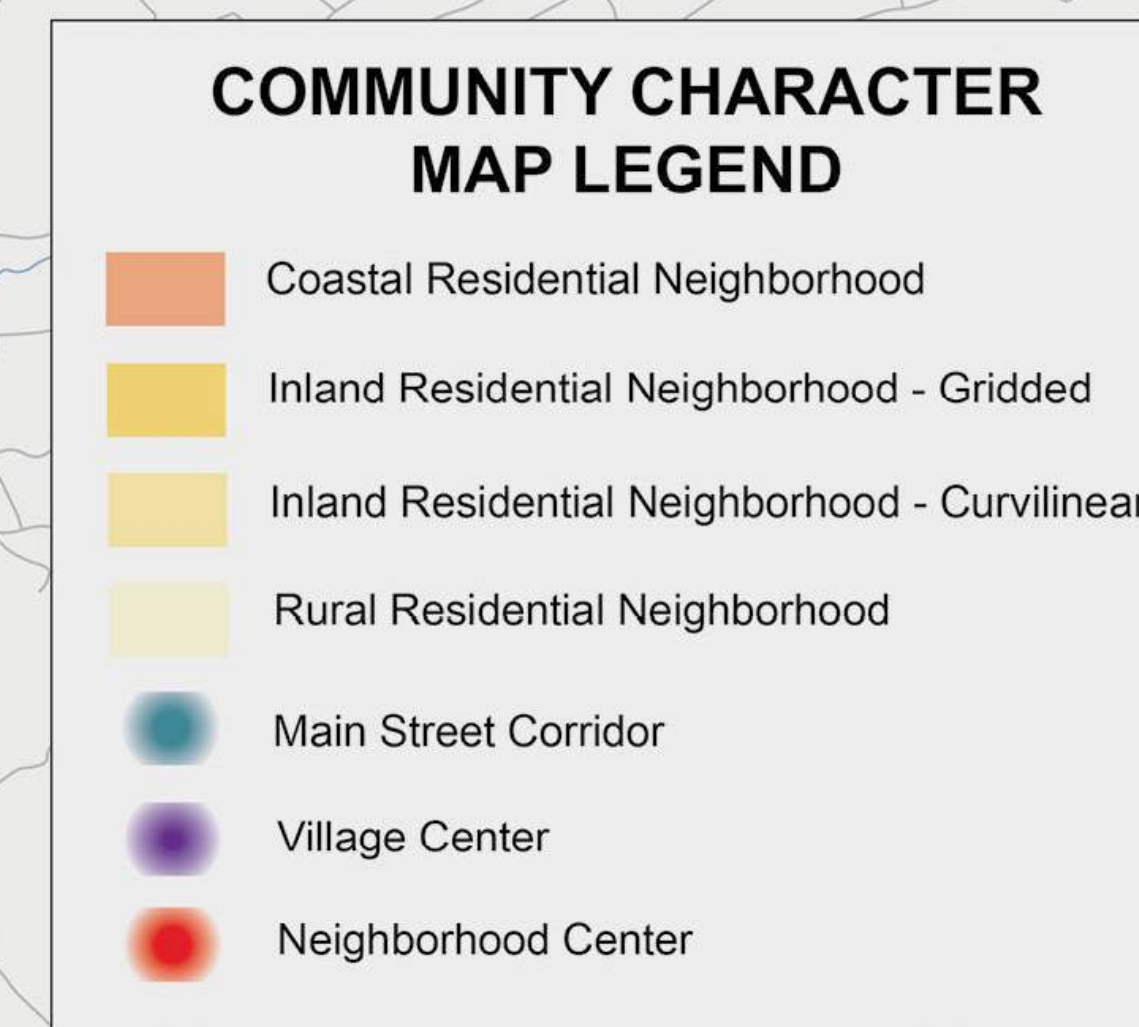 COMMUNITY CHARACTER
MAP LEGEND
Coastal Residential Neighborhood
Inland Residential Neighborhood - Gridded
Inland Residential Neighborhood - Curvilinear
Rural Residential Neighborhood
Main Street Corridor
Village Center
Neighborhood Center